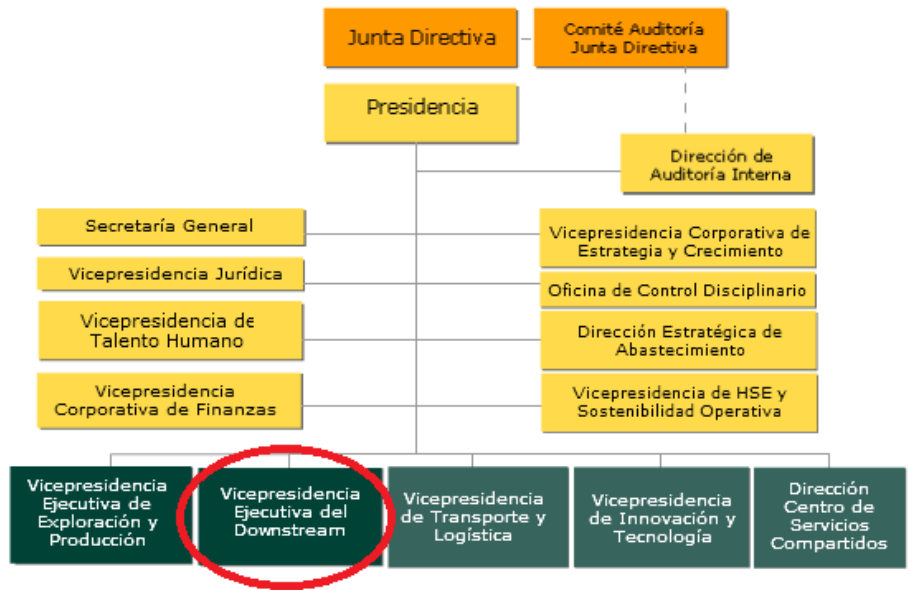 Junta Directiva
Comité Auditoría
Junta Directiva
Presidencia
Dirección de
Auditoría Interna
Secretaría General
Vicepresidencia Corporativa de
Estrategia y Crecimiento
Vicepresidencia Jurídica
Oficina de Control Disciplinario
Vicepresidencia de
Talento Humano
Dirección Estratégica de
Abastecimiento
Vicepresidencia
Corporativa de Finanzas
Vicepresidencia de HSE y
Sostenibilidad Operativa
Vicepresidencia
Ejecutiva de
Exploración y
Producción
Vicepresidencia
Ejecutiva del
Downstream
Vicepresidencia
de Transporte y
Logística
Vicepresidencia
de Innovación y
Tecnología
Dirección
Centro de
Servicios
Compartidos